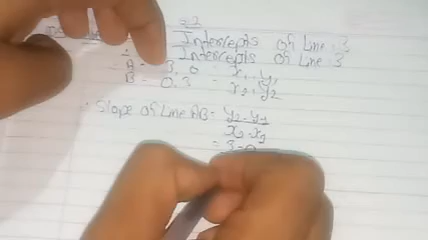 Intercepts of Line 3
Intercepts of Line 3
A = 3, 0 = x₁, y₁
B = 0, 3 = x₂, y₂
∴ Slope of Line AB = y₂ - y₁
x₂ - x₁
= 3 - 0